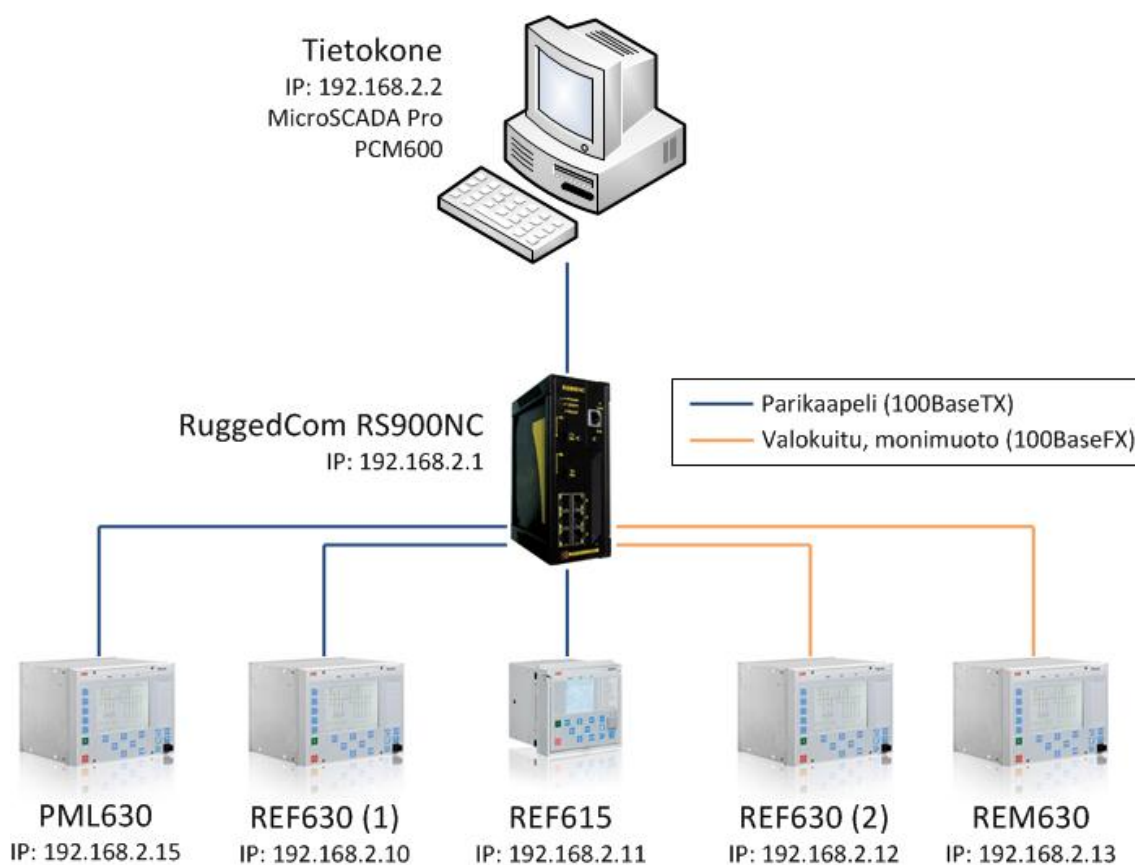 Tietokone
IP: 192.168.2.2
MicroSCADA Pro
PCM600
RuggedCom RS900NC
IP: 192.168.2.1
Parikaapeli (100BaseTX)
Valokuitu, monimuoto (100BaseFX)
PML630
IP: 192.168.2.15
REF630 (1)
IP: 192.168.2.10
REF615
IP: 192.168.2.11
REF630 (2)
IP: 192.168.2.12
REM630
IP: 192.168.2.13